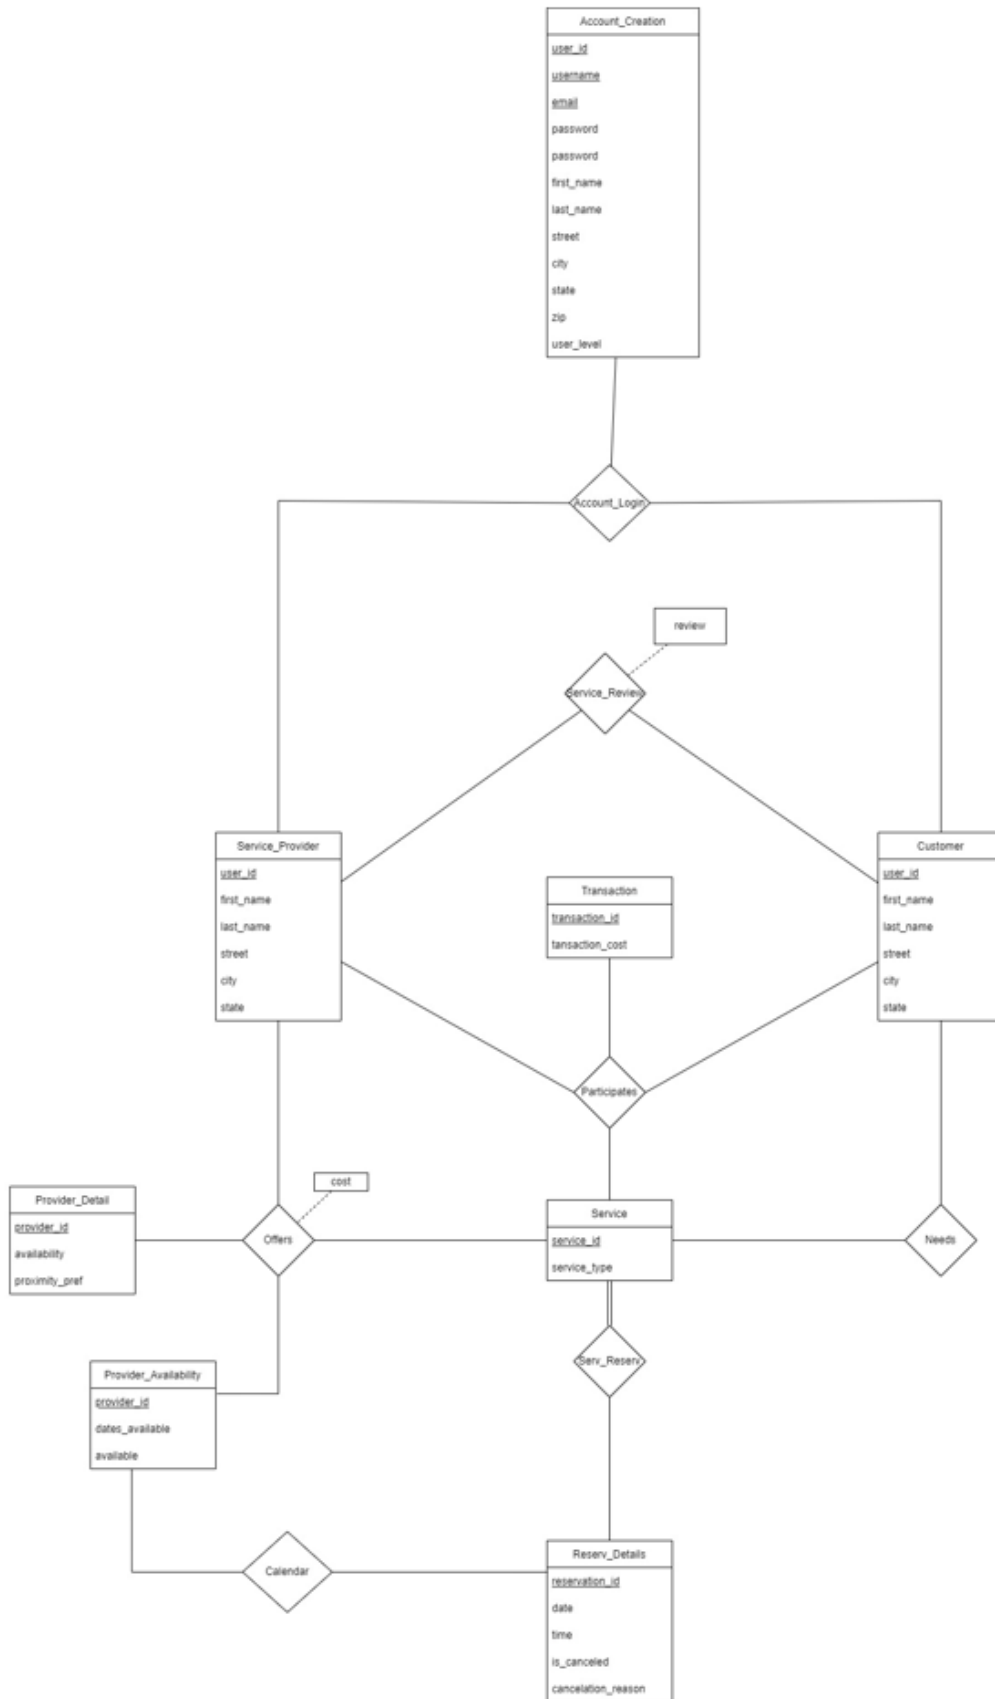 Account_Creation
user_id
username
email
password
password
first_name
last_name
street
city
state
zip
user_level
Account_Login
review
Service_Review
Service_Provider
user_id
first_name
last_name
street
city
state
Transaction
transaction_id
tansaction_cost
Customer
user_id
first_name
last_name
street
city
state
Participates
Provider_Detail
provider_id
availability
proximity_pref
cost
Offers
Service
service_id
service_type
Needs
Serv_Reserv
Provider_Availability
provider_id
dates_available
available
Calendar
Reserv_Details
reservation_id
date
time
is_canceled
cancelation_reason